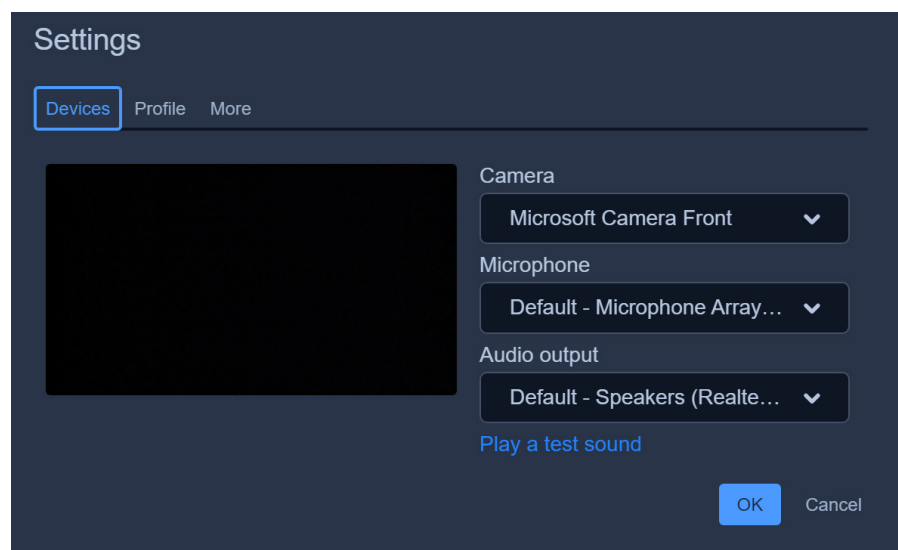 Settings
Devices Profile More
Camera
Microsoft Camera Front
Microphone
Default - Microphone Array…
Audio output
Default - Speakers (Realte…
Play a test sound
OK Cancel